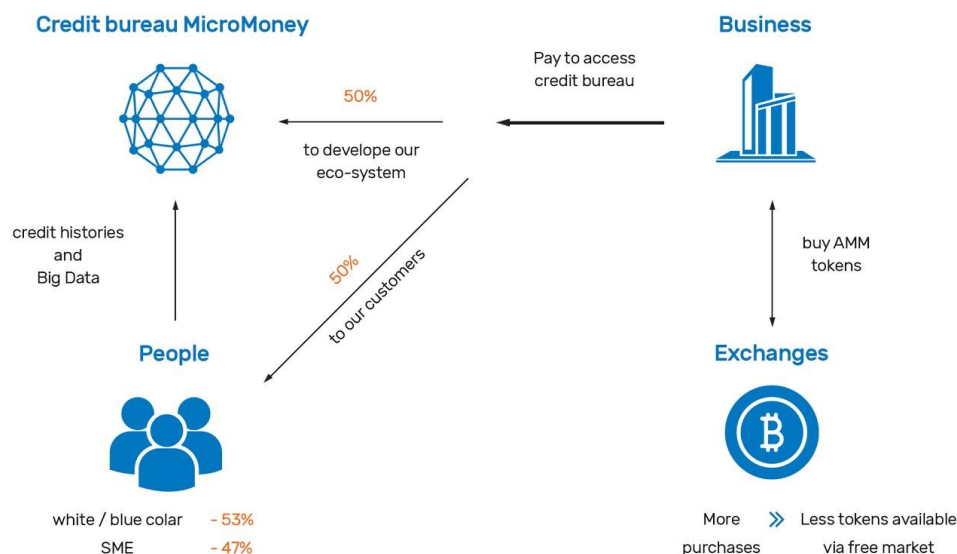 Credit bureau MicroMoney
Business
Pay to access
credit bureau
50%
to develope our
eco-system
credit histories
and
Big Data
50%
to our customers
buy AMM
tokens
People
Exchanges
white / blue colar - 53%
SME - 47%
More
purchases
Less tokens available
via free market